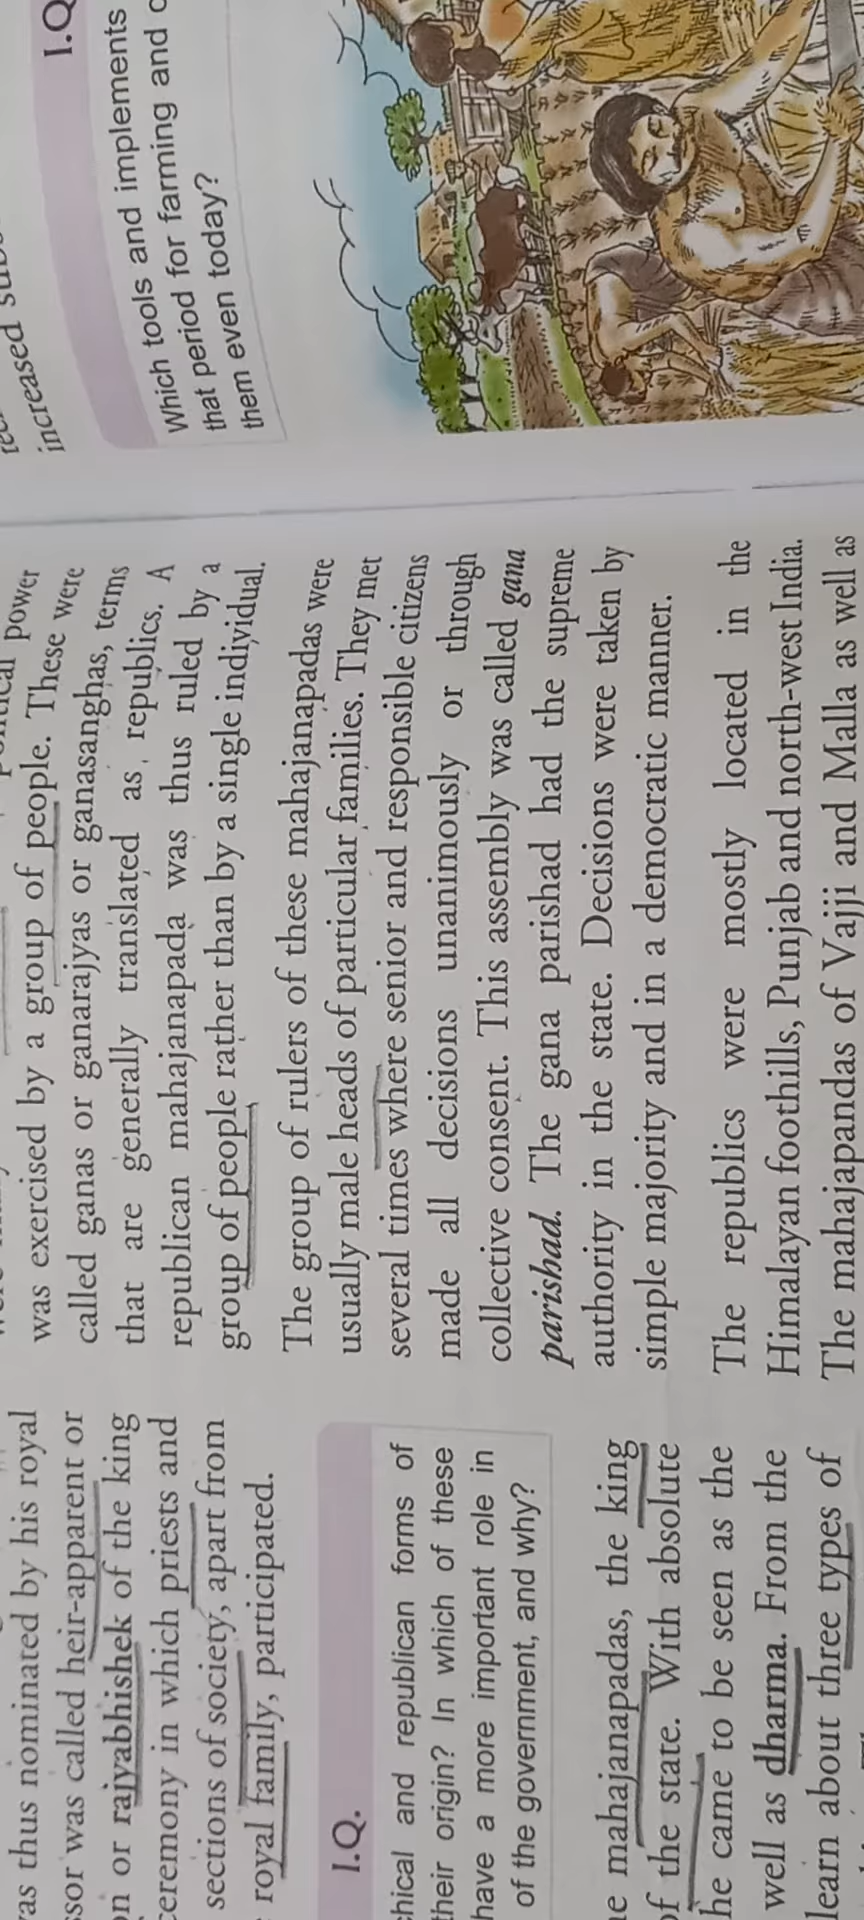 as thus nominated by his royal
was called heir-apparent or
or rajyabhishek of the king
ceremony in which priests and
sections of society, apart from
royal family, participated.
I.Q.
and republican forms of
their origin? In which of these
have a more important role in
of the government, and why?
mahajanapadas, the king
of the state. With absolute
he came to be seen as the
well as dharma. From the
learn about three types of
power
was exercised by a group of people. These were
called ganas or ganarajyas or ganasanghas, terms
that are generally translated as republics. A
republican mahajanapada was thus ruled by a
group of people rather than by a single individual.
The group of rulers of these mahajanapadas were
usually male heads of particular families. They met
several times where senior and responsible citizens
made all decisions unanimously or through
collective consent. This assembly was called gana
parishad. The gana parishad had the supreme
authority in the state. Decisions were taken by
simple majority and in a democratic manner.
The republics were mostly located in the
Himalayan foothills, Punjab and north-west India.
The mahajapandas of Vajji and Malla as well as
increased
I.Q
Which tools and implements
that period for farming and
them even today?